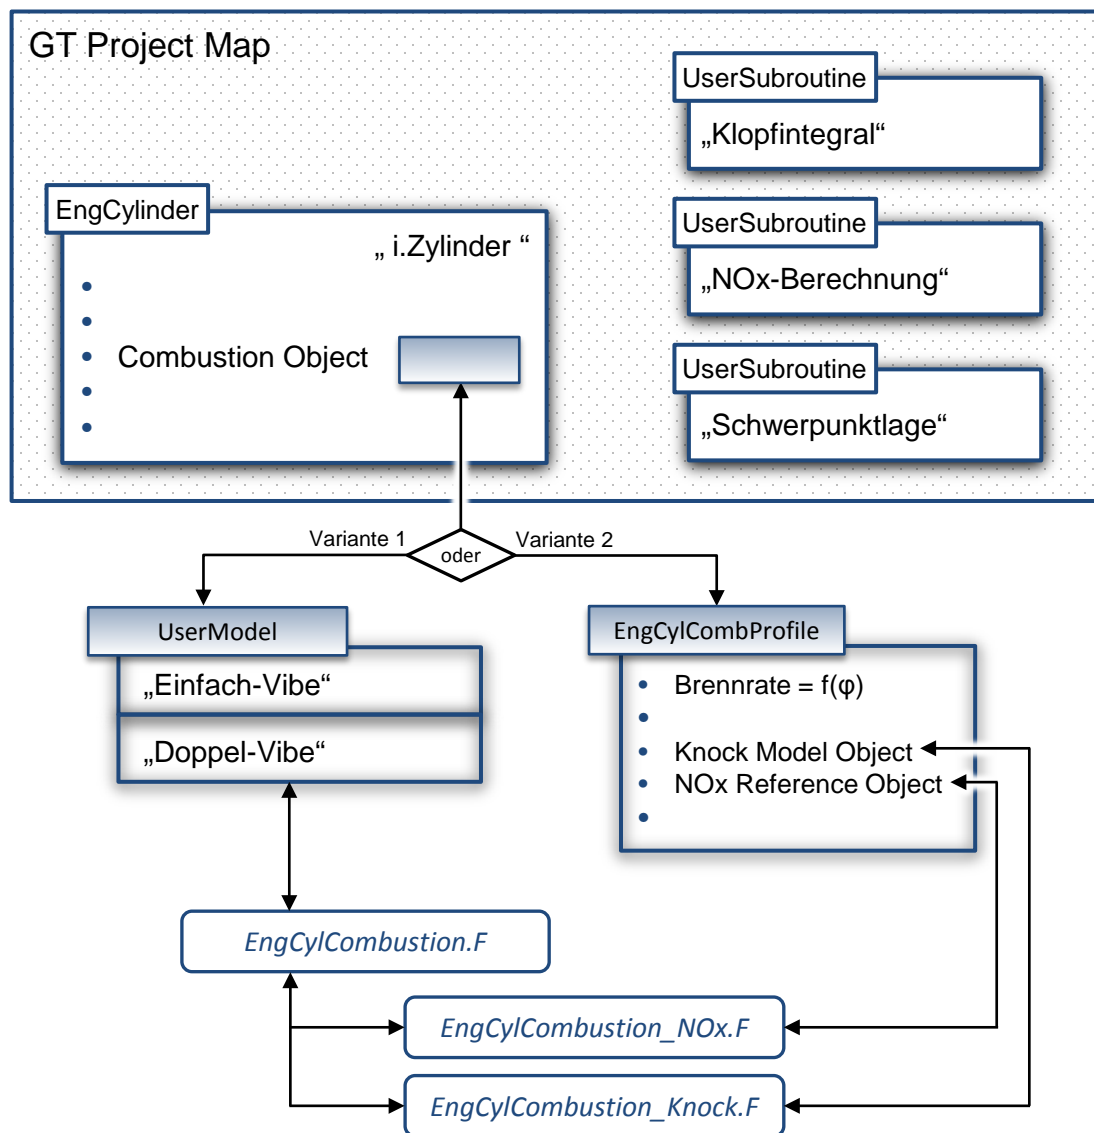 GT Project Map
UserSubroutine
„Klopfintegral“
EngCylinder
„ i.Zylinder “
UserSubroutine
„NOx-Berechnung“
Combustion Object
UserSubroutine
„Schwerpunktlage“
Variante 1
oder
Variante 2
UserModel
„Einfach-Vibe“
„Doppel-Vibe“
EngCylCombProfile
Brennrate = f(φ)
Knock Model Object
NOx Reference Object
EngCylCombustion.F
EngCylCombustion_NOx.F
EngCylCombustion_Knock.F